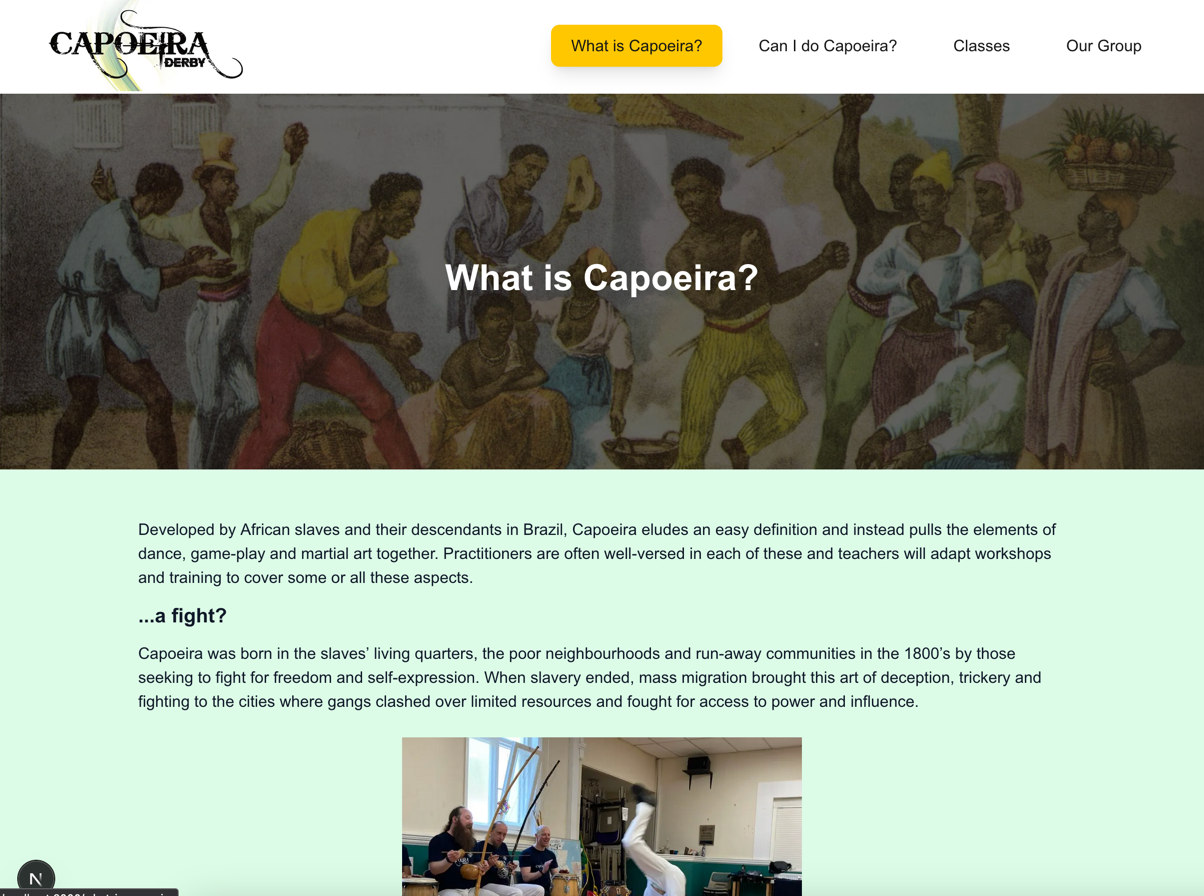 CAPOEIRA
DERBY
What is Capoeira?
Can I do Capoeira?
Classes
Our Group
What is Capoeira?
Developed by African slaves and their descendants in Brazil, Capoeira eludes an easy definition and instead pulls the elements of
dance, game-play and martial art together. Practitioners are often well-versed in each of these and teachers will adapt workshops
and training to cover some or all these aspects.
...a fight?
Capoeira was born in the slaves’ living quarters, the poor neighbourhoods and run-away communities in the 1800’s by those
seeking to fight for freedom and self-expression. When slavery ended, mass migration brought this art of deception, trickery and
fighting to the cities where gangs clashed over limited resources and fought for access to power and influence.
N